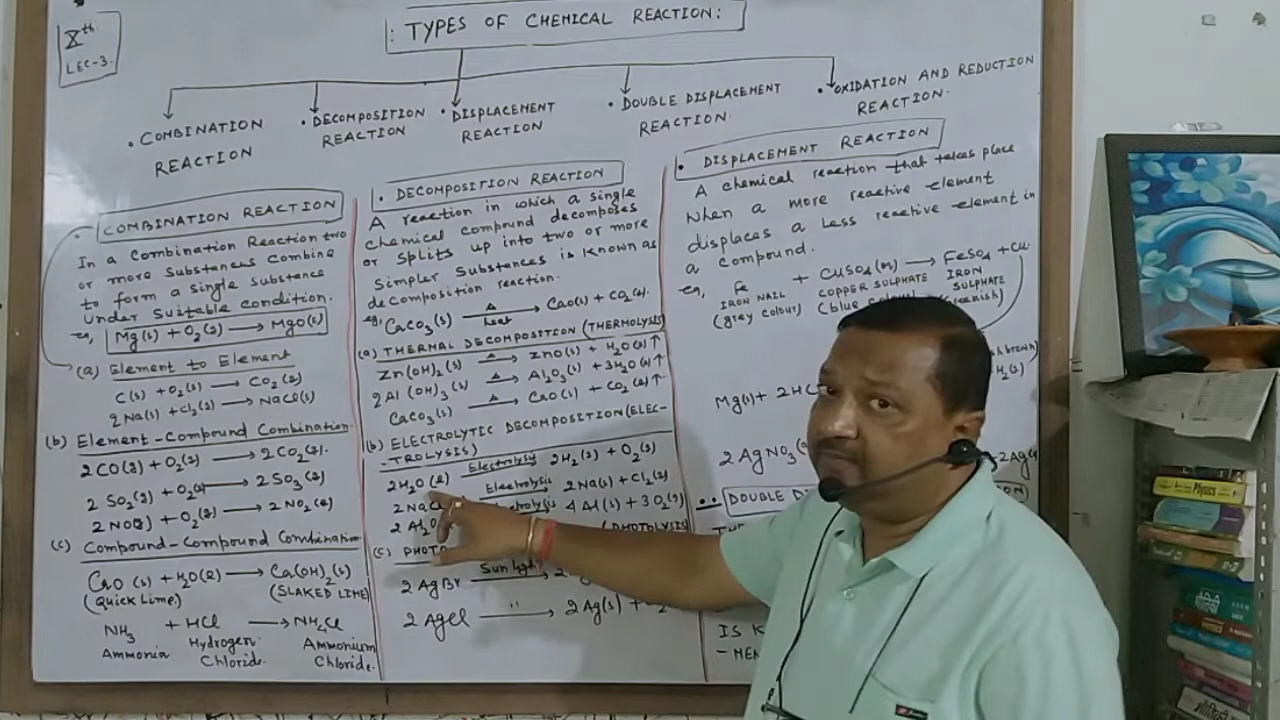 Xth
LEC-3.
: TYPES OF CHEMICAL REACTION:
• COMBINATION
REACTION
• DECOMPOSITION
REACTION
• DISPLACEMENT
REACTION
• DOUBLE DISPLACEMENT
REACTION.
• OXIDATION AND REDUCTION
REACTION.
COMBINATION REACTION
In a Combination Reaction two
or more substances combine
to form a single substance
under suitable condition.
eg, Mg(s) + O2(g) → MgO(s)
(a) Element to Element
C(s) + O2(g) → CO2(g)
2Na(s) + Cl2(g) → NaCl(s)
(b) Element-Compound Combination.
2CO(g) + O2(g) → 2CO2(g).
2SO2(g) + O2(g) → 2SO3(g)
2NO(g) + O2(g) → 2NO2(g)
(c) Compound-Compound Combination
CaO(s) + H2O(l) → Ca(OH)2(s)
(Quick Lime) (SLAKED LIME)
NH3 + HCl → NH4Cl
Ammonia Hydrogen Ammonium
Chloride. Chloride.
• DECOMPOSITION REACTION
A reaction in which a single
chemical compound decomposes
or splits up into two or more
simpler substances is known as
decomposition reaction.
eg, CaCO3(s) →Δ heat CaO(s) + CO2(g).
(a) THERMAL DECOMPOSITION (THERMOLYSIS)
Zn(OH)2(s) →Δ ZnO(s) + H2O(g)↑
2Al(OH)3(s) →Δ Al2O3(s) + 3H2O(g)↑
CaCO3(s) →Δ CaO(s) + CO2(g)↑
(b) ELECTROLYTIC DECOMPOSITION (ELEC-
-TROLYSIS)
2H2O(l) →Electrolysis 2H2(g) + O2(g)
2NaCl →Electrolysis 2Na(s) + Cl2(g)
2Al2O → 4Al(s) + 3O2(g)
(c) PHOTO (PHOTOLYSIS
2AgBr →Sun light 2
2AgCl →" 2Ag(s) +
• DISPLACEMENT REACTION
A chemical reaction that takes place
when a more reactive element
displaces a less reactive element in
a compound.
eg, Fe + CuSO4 → FeSO4 + Cu.
IRON NAIL COPPER SULPHATE IRON
(grey colour) (blue SULPHATE
Mg(s) + 2HC
2AgNO3 2Ag
•• DOUBLE
IS K
Physics